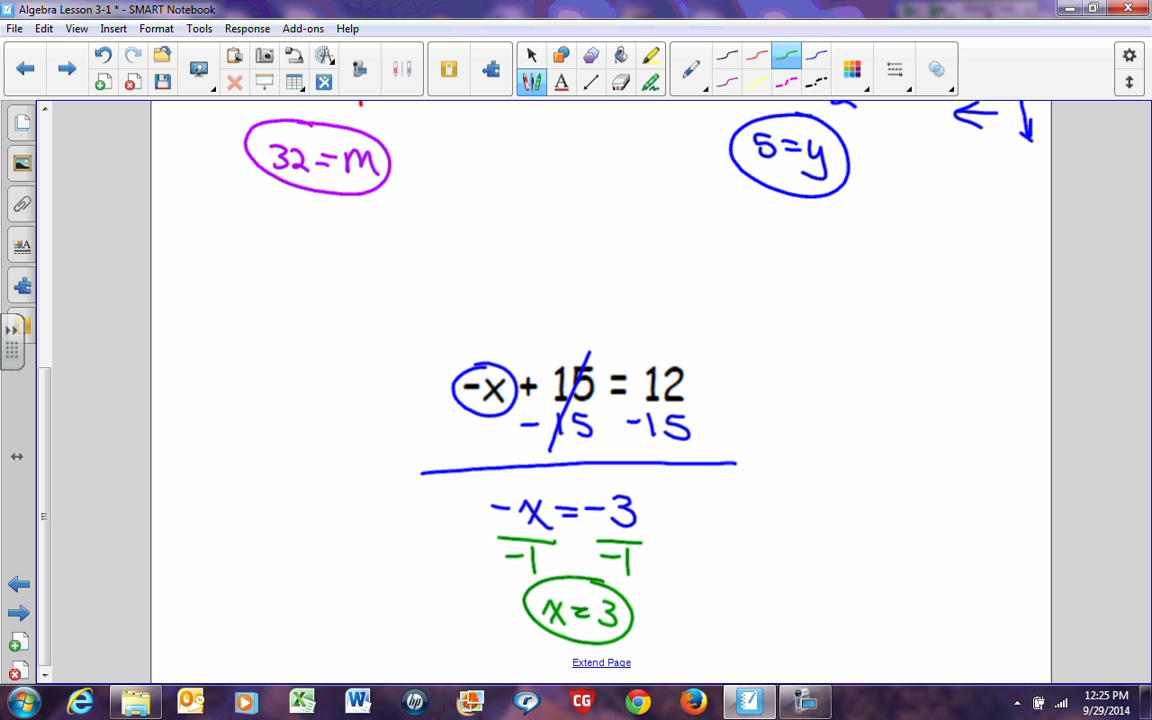 Algebra Lesson 3-1 * - SMART Notebook
File Edit View Insert Format Tools Response Add-ons Help
32=m
5=y
-x + 15 = 12
-15 -15
-x=-3
-1 -1
x=3
Extend Page
CG
12:25 PM
9/29/2014